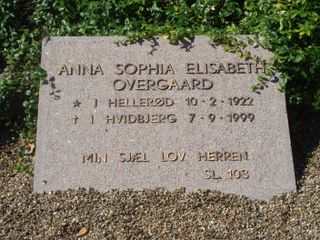 ANNA SOPHIA ELISABETH
OVERGAARD
★ I HELLERØD 10-2-1922
✝ I HVIDBJERG 7-9-1999
MIN SJÆL LOV HERREN
SL. 103